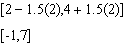 [2 − 1.5(2),4 + 1.5(2)]
[-1,7]